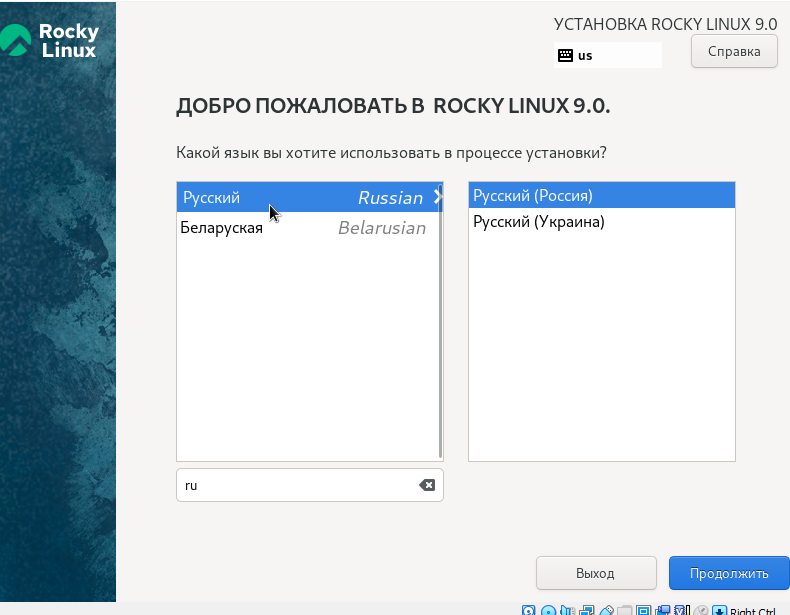 Rocky
Linux
УСТАНОВКА ROCKY LINUX 9.0
us
Справка
ДОБРО ПОЖАЛОВАТЬ В ROCKY LINUX 9.0.
Какой язык вы хотите использовать в процессе установки?
Русский Russian
Беларуская Belarusian
Русский (Россия)
Русский (Украина)
ru
Выход
Продолжить
Right Ctrl